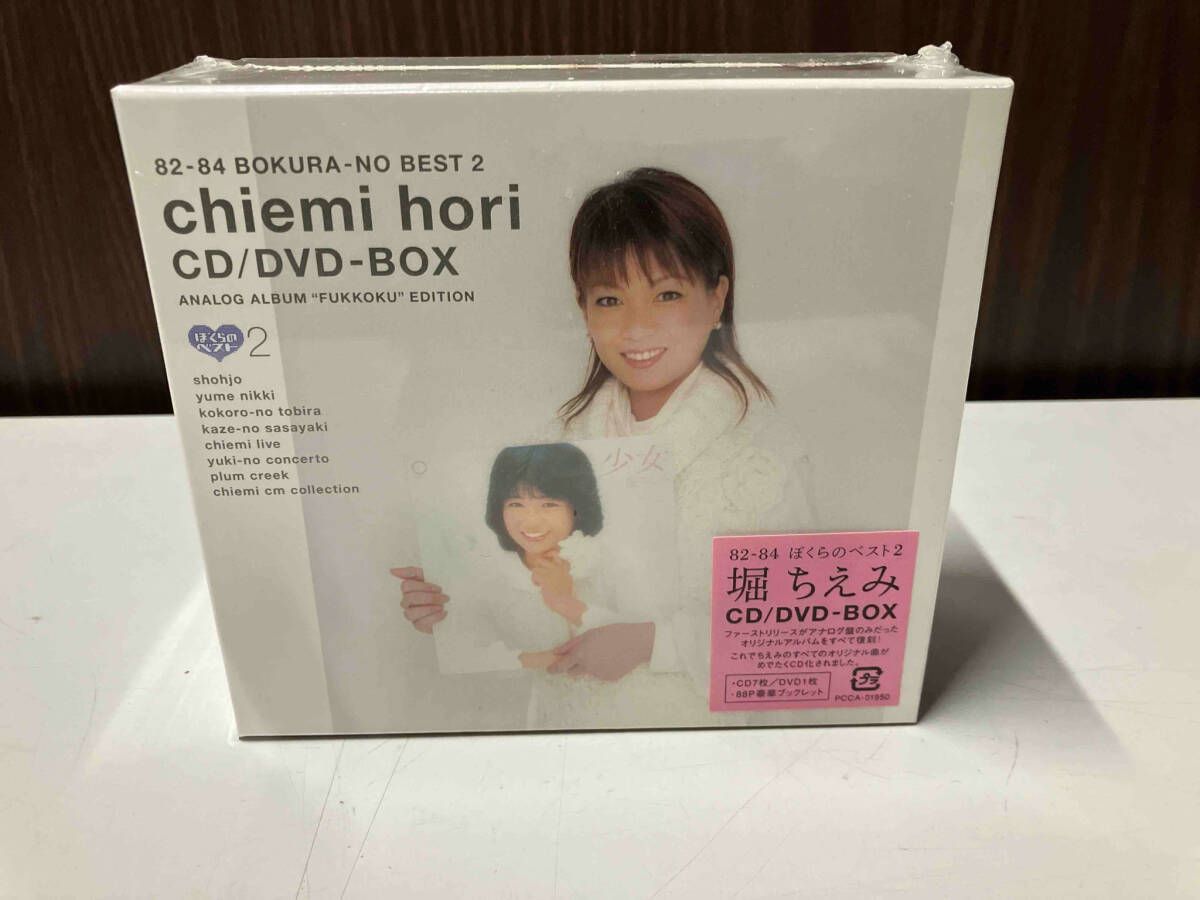 82-84 BOKURA-NO BEST 2
chiemi hori
CD/DVD-BOX
ANALOG ALBUM "FUKKOKU" EDITION
ぼくらの
ベスト 2
shohjo
yume nikki
kokoro-no tobira
kaze-no sasayaki
chiemi live
yuki-no concerto
plum creek
chiemi cm collection
少女
82-84 ぼくらのベスト2
堀 ちえみ
CD/DVD-BOX
ファーストリリースがアナログ盤のみだった
オリジナルアルバムをすべて復刻!
これでちえみのすべてのオリジナル曲が
めでたくCD化されました。
・CD7枚/DVD1枚
・88P豪華ブックレット
プラ
PCCA-01950